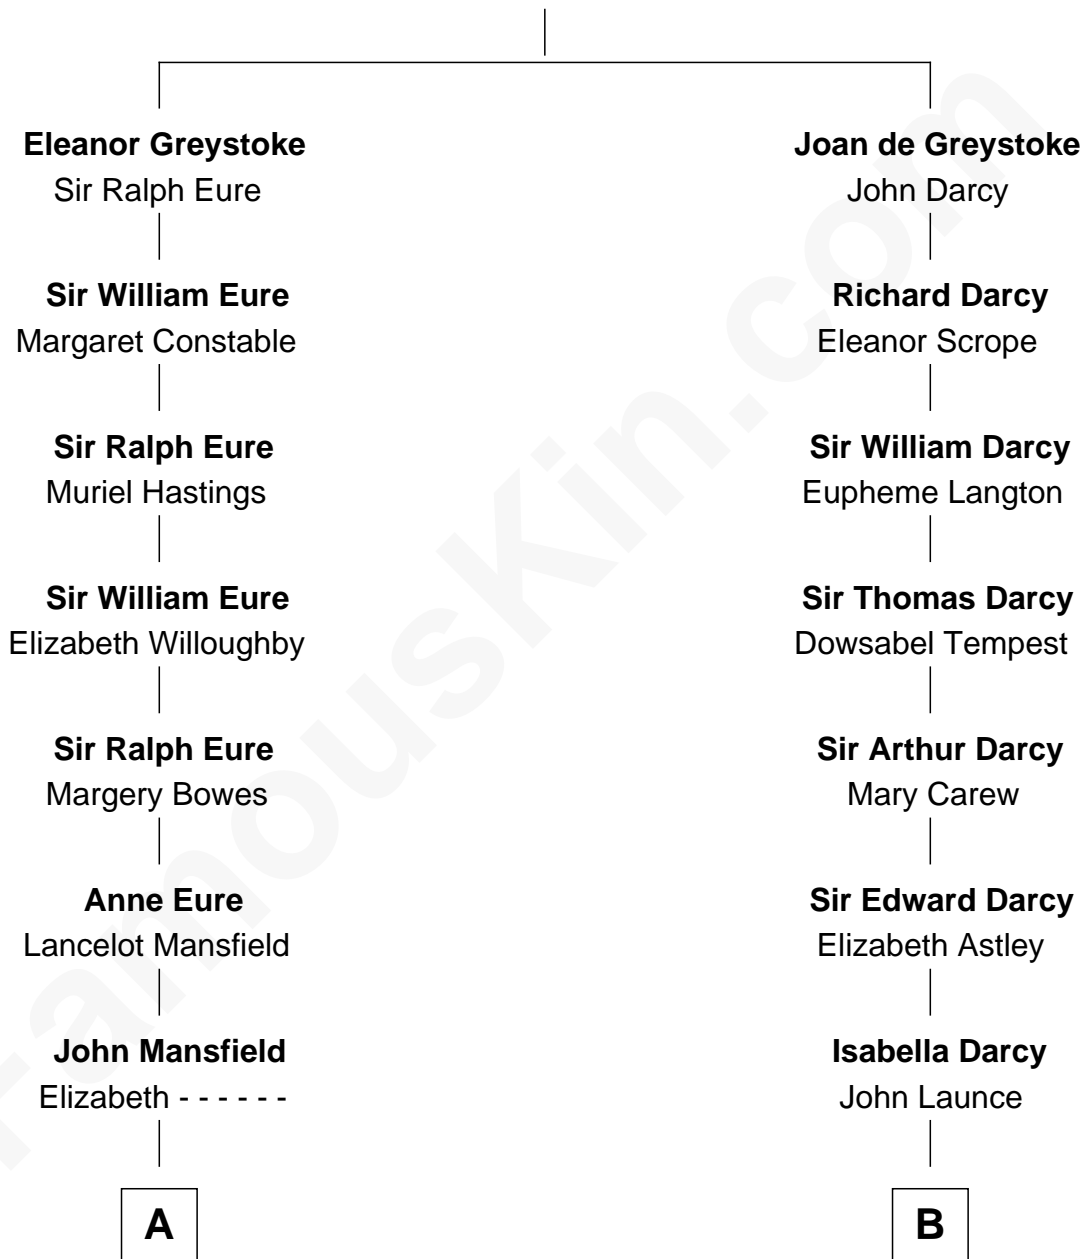 Eleanor Greystoke
Sir Ralph Eure
Sir William Eure
Margaret Constable
Sir Ralph Eure
Muriel Hastings
Sir William Eure
Elizabeth Willoughby
Sir Ralph Eure
Margery Bowes
Anne Eure
Lancelot Mansfield
John Mansfield
Elizabeth - - - - - -
A
Joan de Greystoke
John Darcy
Richard Darcy
Eleanor Scrope
Sir William Darcy
Eupheme Langton
Sir Thomas Darcy
Dowsabel Tempest
Sir Arthur Darcy
Mary Carew
Sir Edward Darcy
Elizabeth Astley
Isabella Darcy
John Launce
B
FamousKin.com